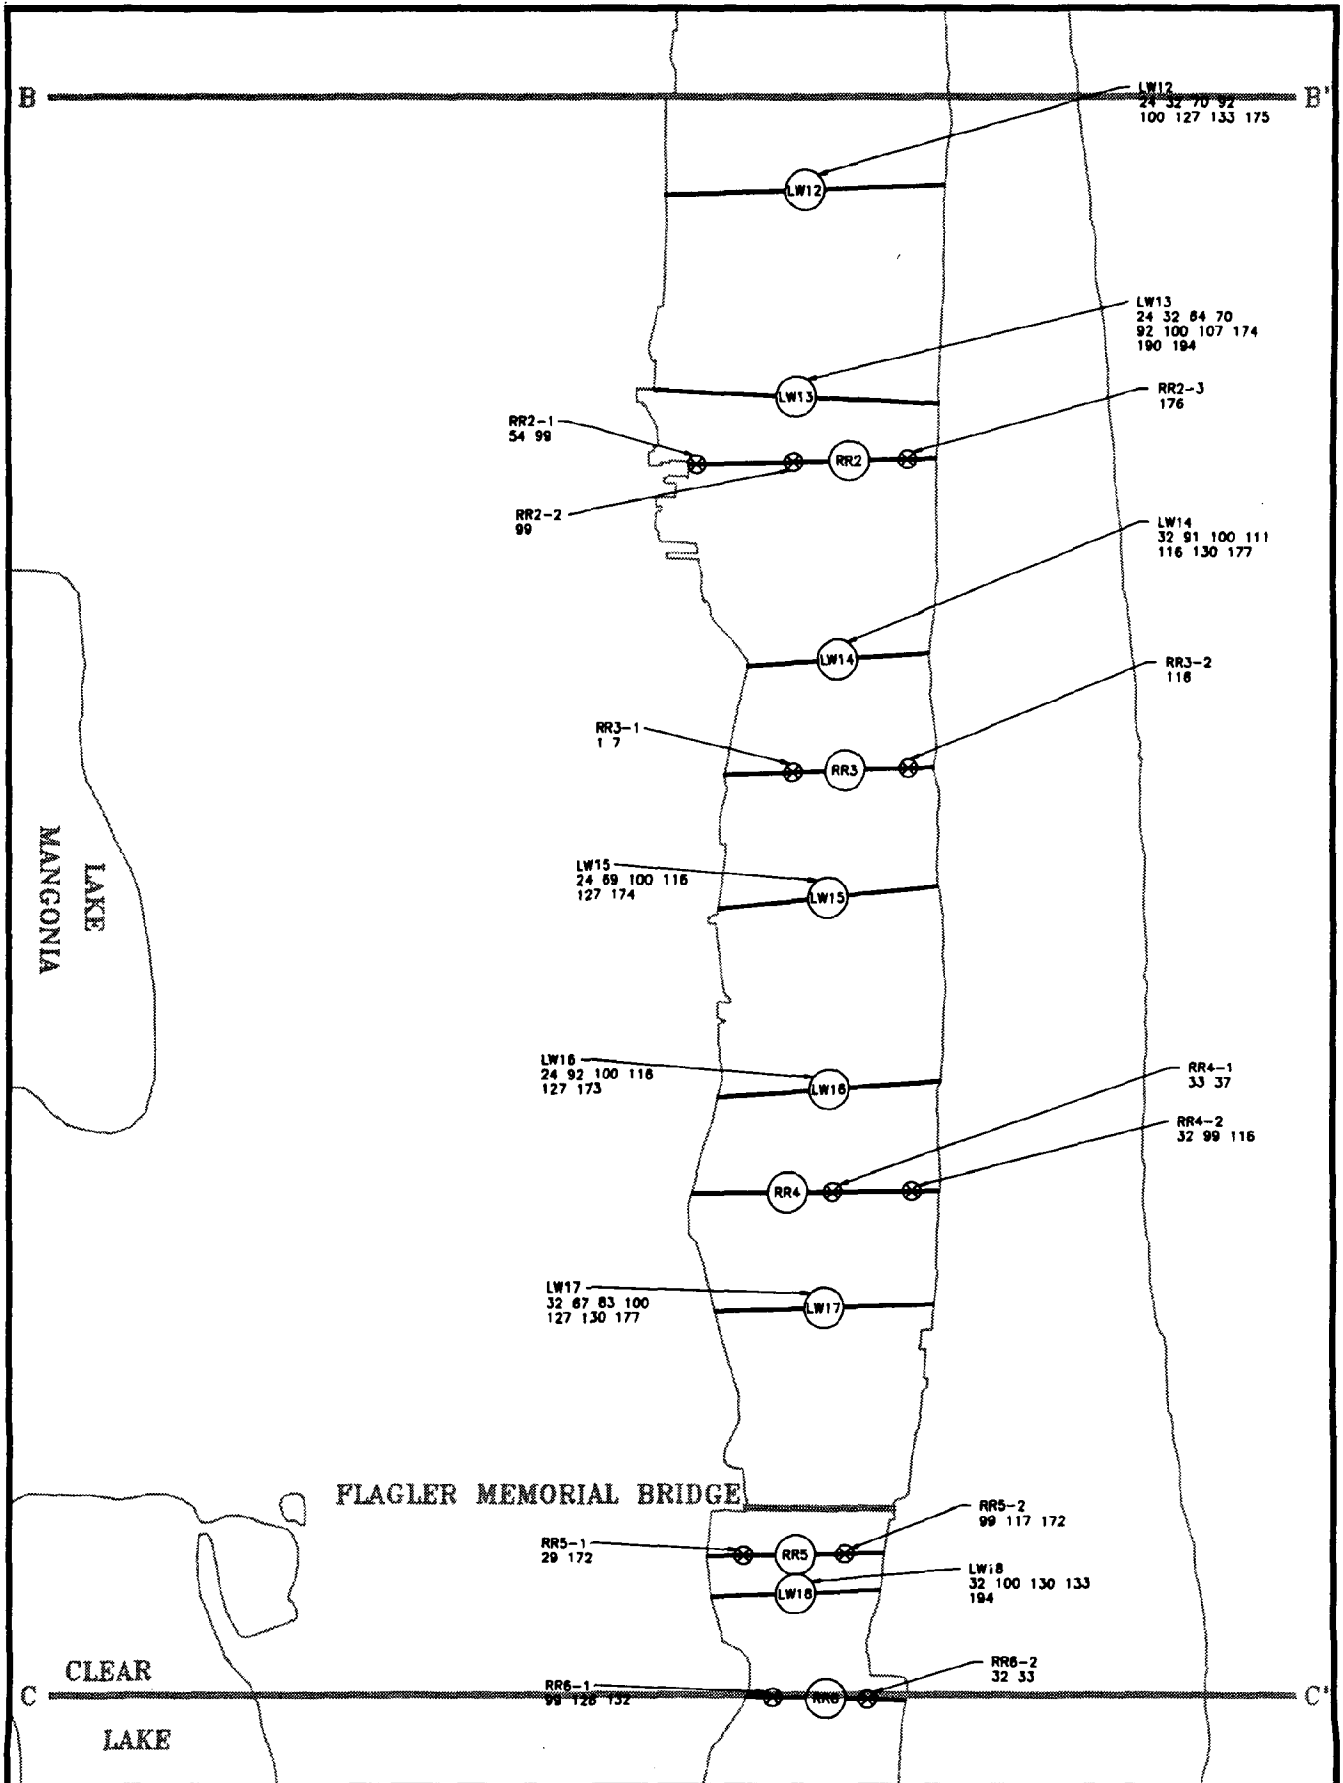 B
B'
LW12
24 32 70 92
100 127 133 175
LW12
LW13
24 32 64 70
92 100 107 174
190 194
LW13
RR2-3
176
RR2-1
54 99
RR2
RR2-2
99
LW14
32 91 100 111
116 130 177
LW14
RR3-2
116
RR3-1
1 7
RR3
LAKE
MANGONIA
LW15
24 69 100 116
127 174
LW15
LW16
24 92 100 116
127 173
LW16
RR4-1
33 37
RR4-2
32 99 116
RR4
LW17
32 67 83 100
127 130 177
LW17
FLAGLER MEMORIAL BRIDGE
RR5-2
99 117 172
RR5-1
29 172
RR5
LW18
32 100 130 133
194
LW18
CLEAR
LAKE
RR6-2
32 33
RR6-1
99 126 132
RR6
C
C'